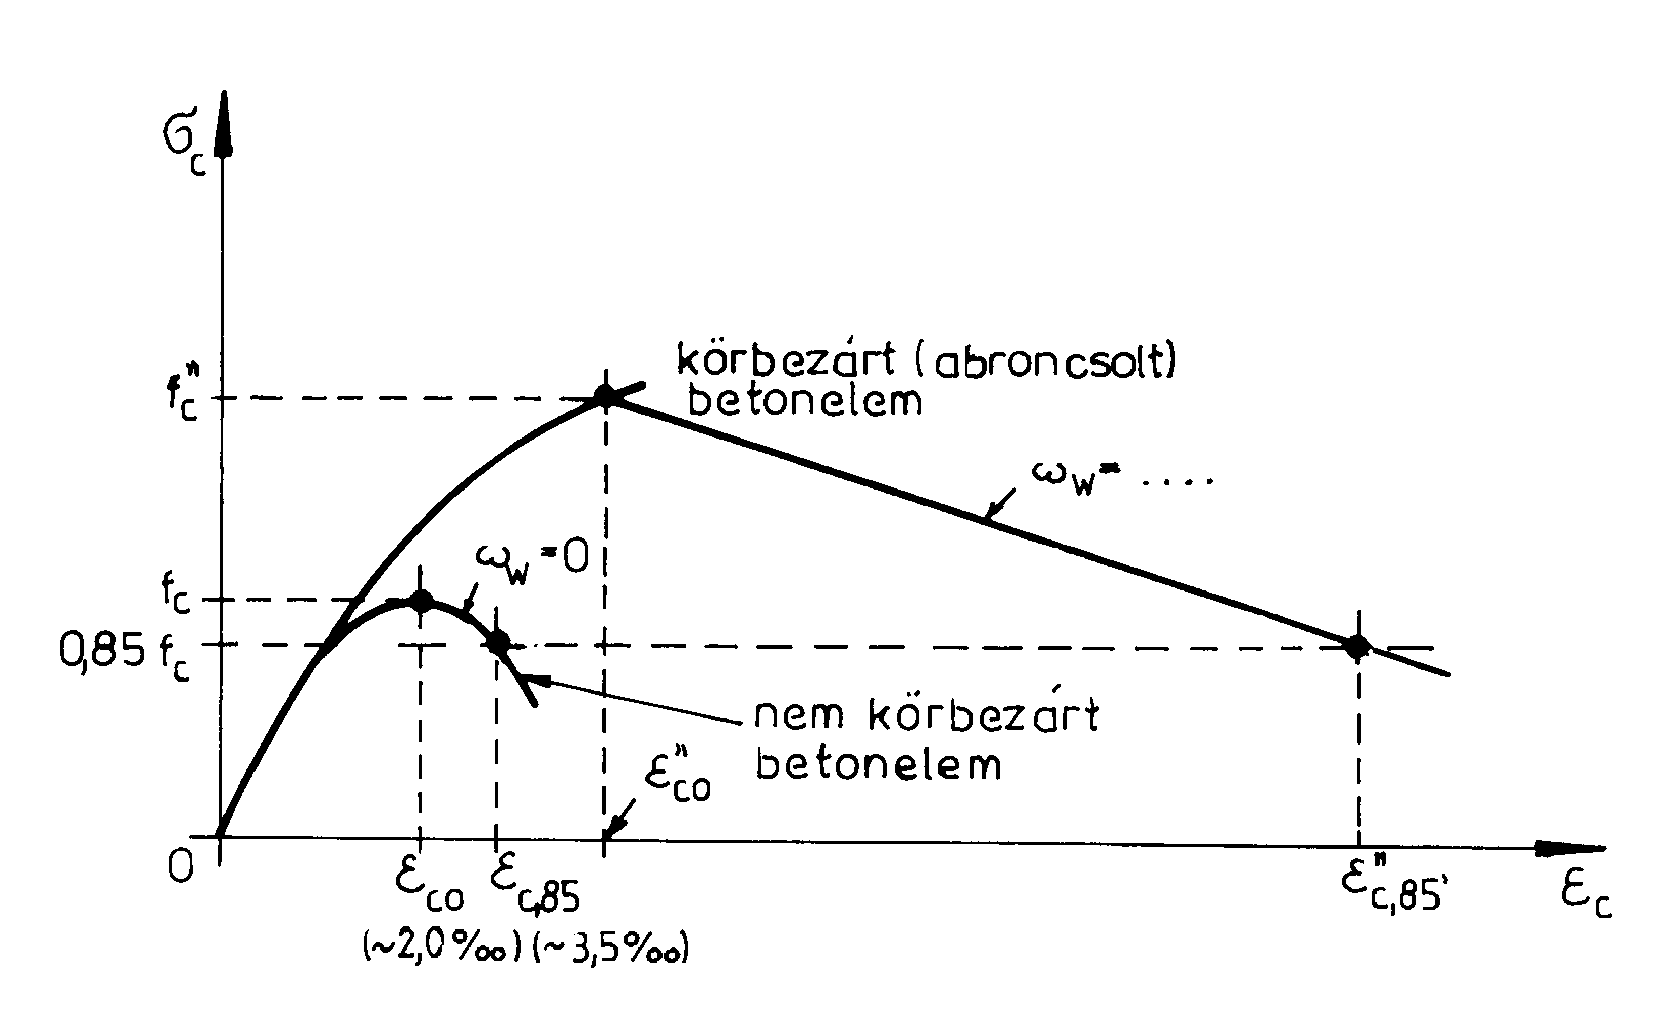 σc
körbezárt (abroncsolt)
betonelem
f"c
ωw= ....
ωw=0
fc
0,85 fc
nem körbezárt
betonelem
ε"co
0
εco
εc,85
ε"c,85
εc
(~2,0‰) (~3,5‰)